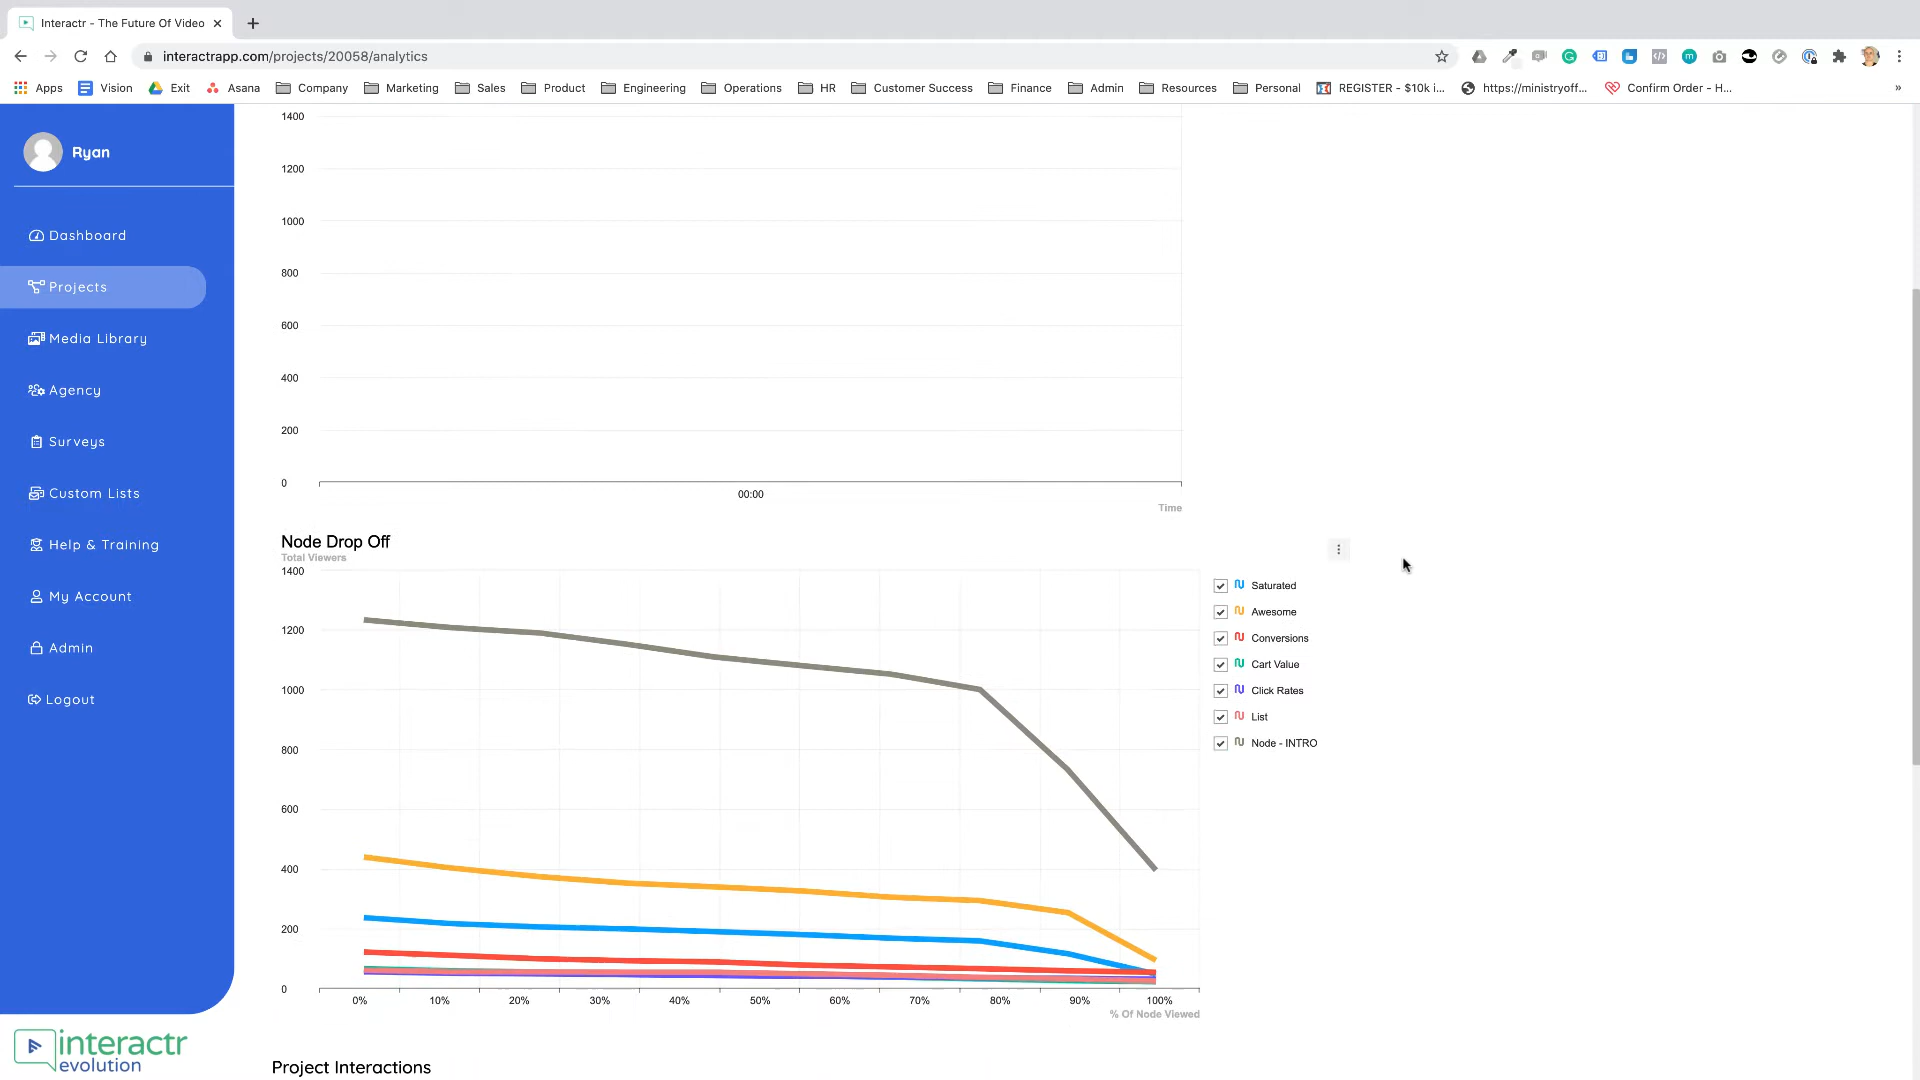 Interactr - The Future Of Video
interactrapp.com/projects/20058/analytics
Apps Vision Exit Asana Company Marketing Sales Product Engineering Operations HR Customer Success Finance Admin Resources Personal REGISTER - $10k i... https://ministryoff... Confirm Order - H... »
Ryan
Dashboard
Projects
Media Library
Agency
Surveys
Custom Lists
Help & Training
My Account
Admin
Logout
interactr
evolution
1400
1200
1000
800
600
400
200
0
00:00
Time
Node Drop Off
Total Viewers
1400
1200
1000
800
600
400
200
0
0% 10% 20% 30% 40% 50% 60% 70% 80% 90% 100%
% Of Node Viewed
Saturated
Awesome
Conversions
Cart Value
Click Rates
List
Node - INTRO
Project Interactions